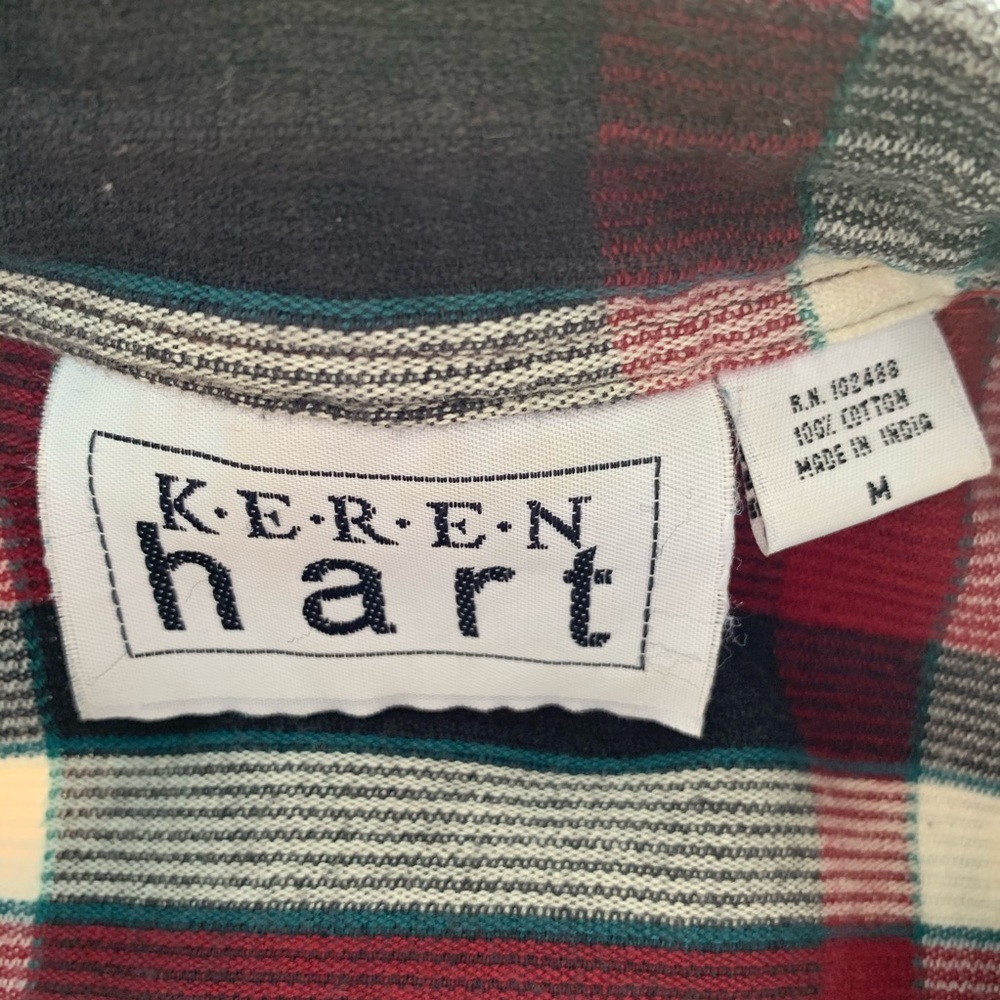 K·E·R·E·N
hart
R.N. 102488
100% COTTON
MADE IN INDIA
M